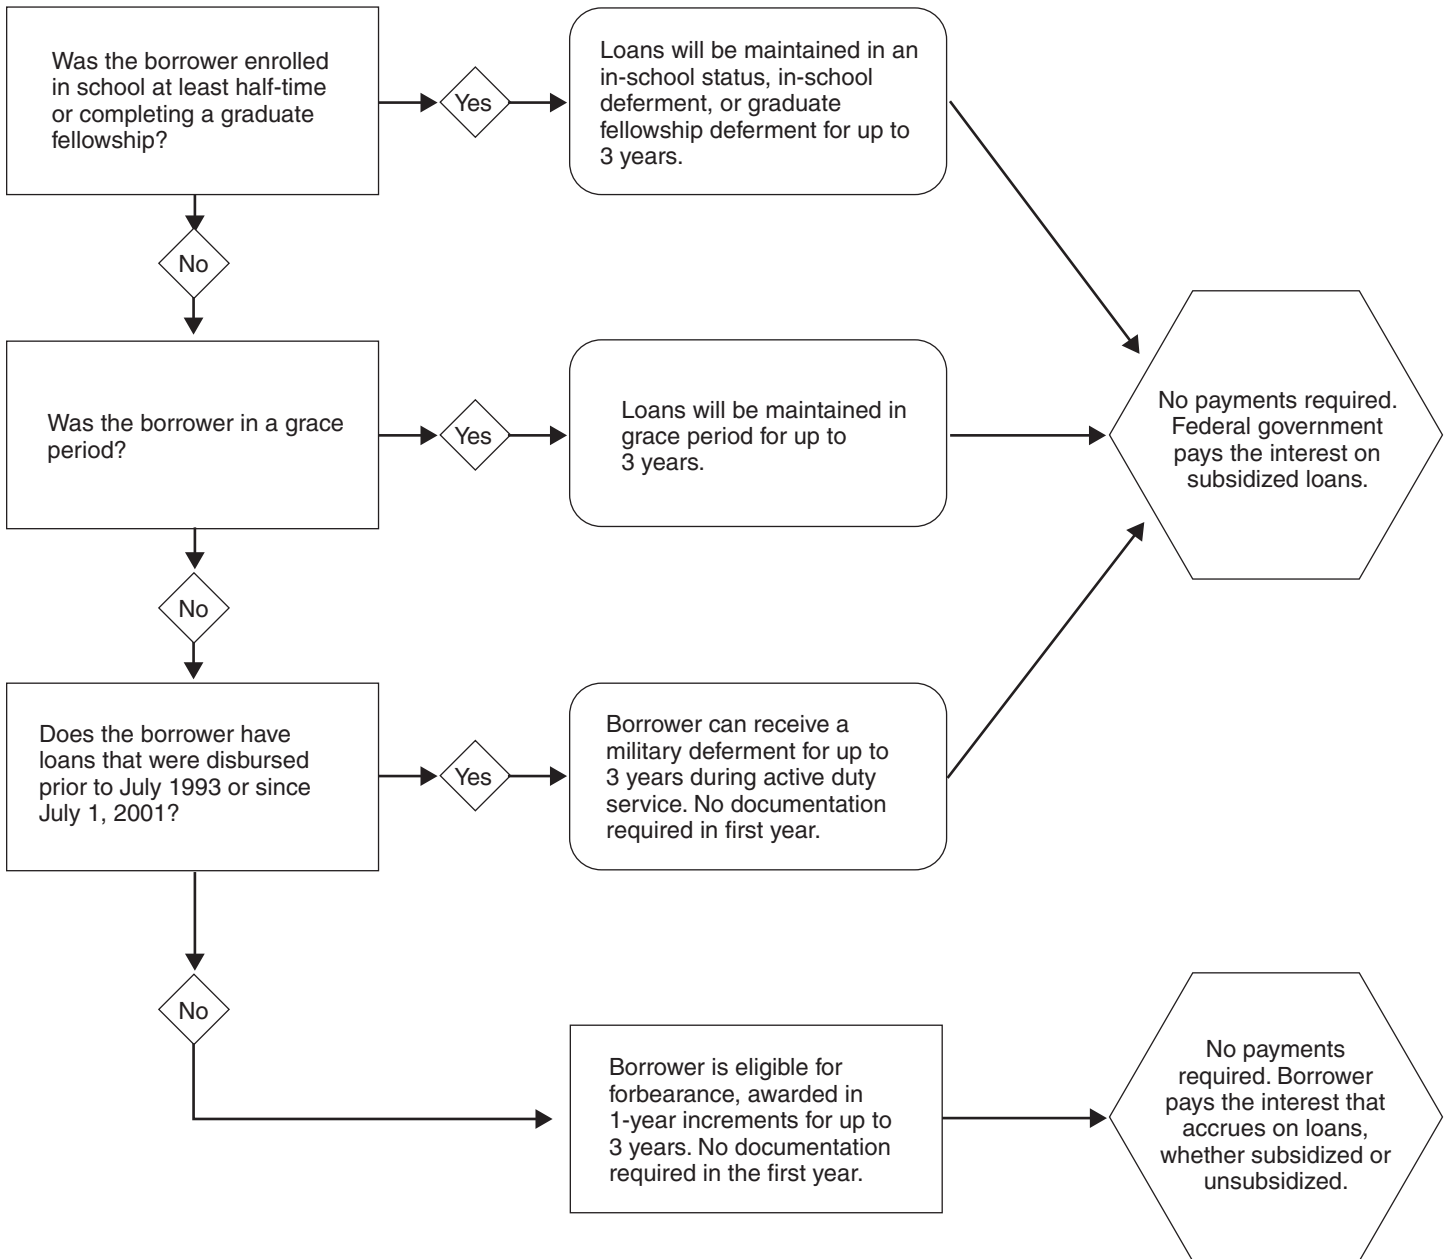 Was the borrower enrolled
in school at least half-time
or completing a graduate
fellowship?
Yes
Loans will be maintained in an
in-school status, in-school
deferment, or graduate
fellowship deferment for up to
3 years.
No
Was the borrower in a grace
period?
Yes
Loans will be maintained in
grace period for up to
3 years.
No payments required.
Federal government
pays the interest on
subsidized loans.
No
Does the borrower have
loans that were disbursed
prior to July 1993 or since
July 1, 2001?
Yes
Borrower can receive a
military deferment for up to
3 years during active duty
service. No documentation
required in first year.
No
Borrower is eligible for
forbearance, awarded in
1-year increments for up to
3 years. No documentation
required in the first year.
No payments
required. Borrower
pays the interest that
accrues on loans,
whether subsidized or
unsubsidized.